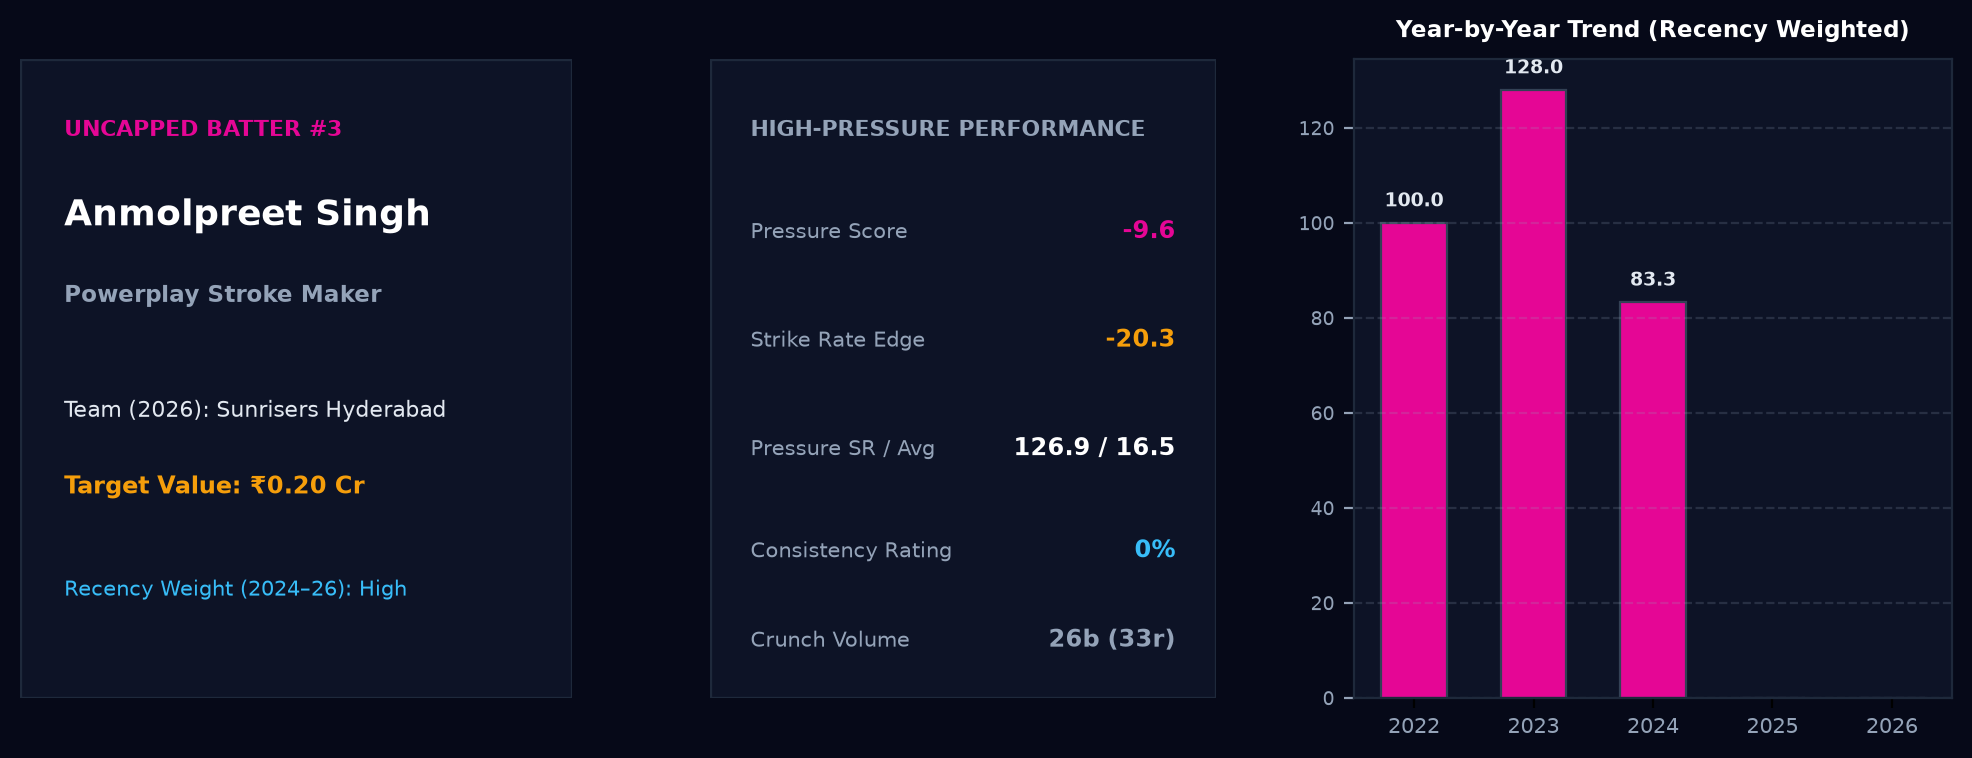 UNCAPPED BATTER #3
Anmolpreet Singh
Powerplay Stroke Maker
Team (2026): Sunrisers Hyderabad
Target Value: ₹0.20 Cr
Recency Weight (2024–26): High
HIGH-PRESSURE PERFORMANCE
Pressure Score -9.6
Strike Rate Edge -20.3
Pressure SR / Avg 126.9 / 16.5
Consistency Rating 0%
Crunch Volume 26b (33r)
Year-by-Year Trend (Recency Weighted)
128.0
100.0
83.3
120
100
80
60
40
20
0
2022 2023 2024 2025 2026